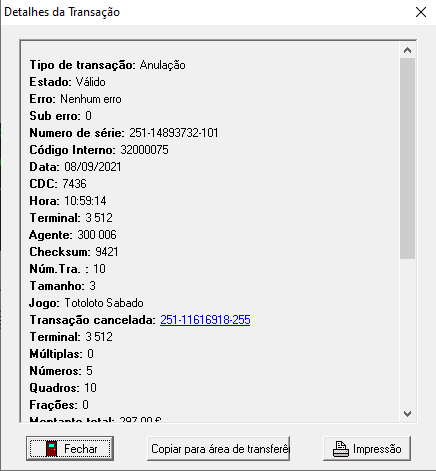 Detalhes da Transação
Tipo de transação: Anulação
Estado: Válido
Erro: Nenhum erro
Sub erro: 0
Numero de série: 251-14893732-101
Código Interno: 32000075
Data: 08/09/2021
CDC: 7436
Hora: 10:59:14
Terminal: 3 512
Agente: 300 006
Checksum: 9421
Núm.Tra. : 10
Tamanho: 3
Jogo: Totoloto Sabado
Transação cancelada: 251-11616918-255
Terminal: 3 512
Múltiplas: 0
Números: 5
Quadros: 10
Frações: 0
Montante total: 297,00 €
Fechar
Copiar para área de transferê
Impressão